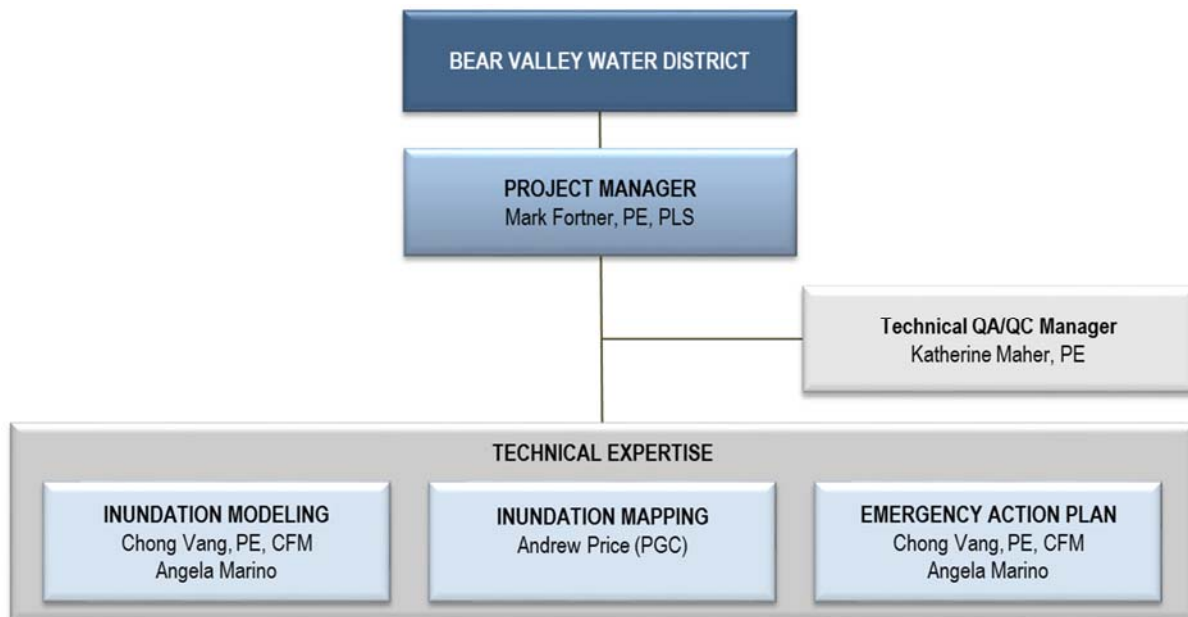 BEAR VALLEY WATER DISTRICT
PROJECT MANAGER
Mark Fortner, PE, PLS
Technical QA/QC Manager
Katherine Maher, PE
TECHNICAL EXPERTISE
INUNDATION MODELING
Chong Vang, PE, CFM
Angela Marino
INUNDATION MAPPING
Andrew Price (PGC)
EMERGENCY ACTION PLAN
Chong Vang, PE, CFM
Angela Marino